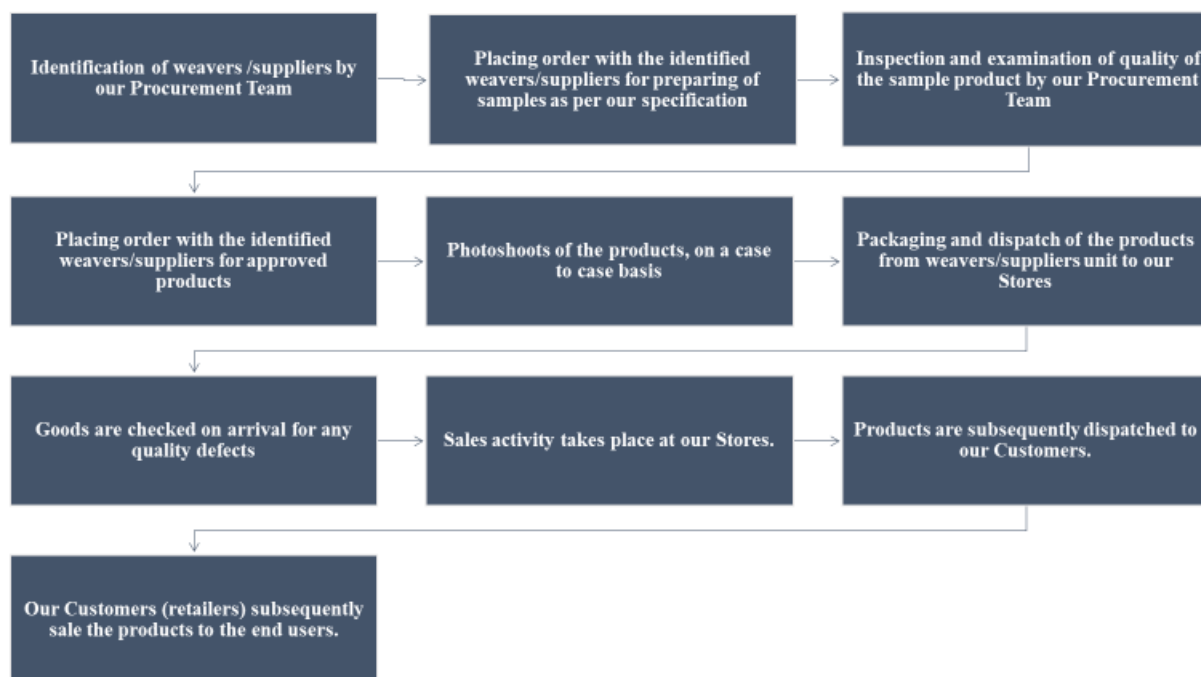 Identification of weavers /suppliers by
our Procurement Team
Placing order with the identified
weavers/suppliers for preparing of
samples as per our specification
Inspection and examination of quality of
the sample product by our Procurement
Team
Placing order with the identified
weavers/suppliers for approved
products
Photoshoots of the products, on a case
to case basis
Packaging and dispatch of the products
from weavers/suppliers unit to our
Stores
Goods are checked on arrival for any
quality defects
Sales activity takes place at our Stores.
Products are subsequently dispatched to
our Customers.
Our Customers (retailers) subsequently
sale the products to the end users.